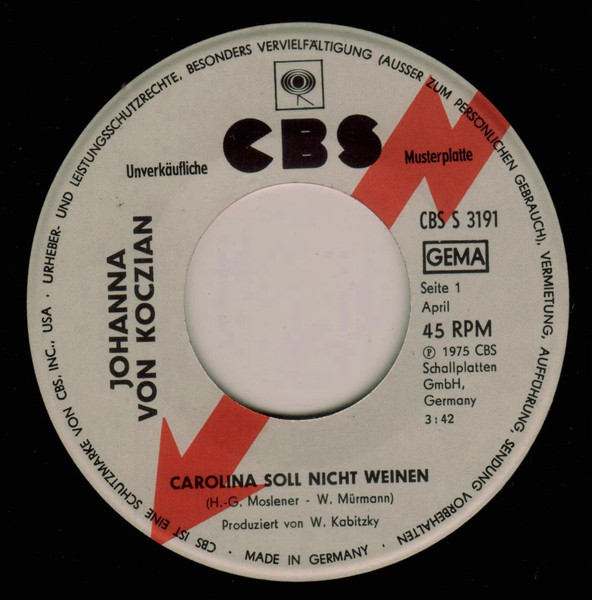 URHEBER- UND LEISTUNGSSCHUTZRECHTE, BESONDERS VERVIELFÄLTIGUNG (AUSSER ZUM PERSÖNLICHEN GEBRAUCH), VERMIETUNG, AUFFÜHRUNG, SENDUNG VORBEHALTEN
· MADE IN GERMANY ·
CBS IST EINE SCHUTZMARKE VON CBS, INC., USA ·
CBS
Unverkäufliche
Musterplatte
JOHANNA
VON KOCZIAN
CBS S 3191
GEMA
Seite 1
April
45 RPM
℗ 1975 CBS
Schallplatten
GmbH,
Germany
3:42
CAROLINA SOLL NICHT WEINEN
(H.-G. Moslener - W. Mürmann)
Produziert von W. Kabitzky